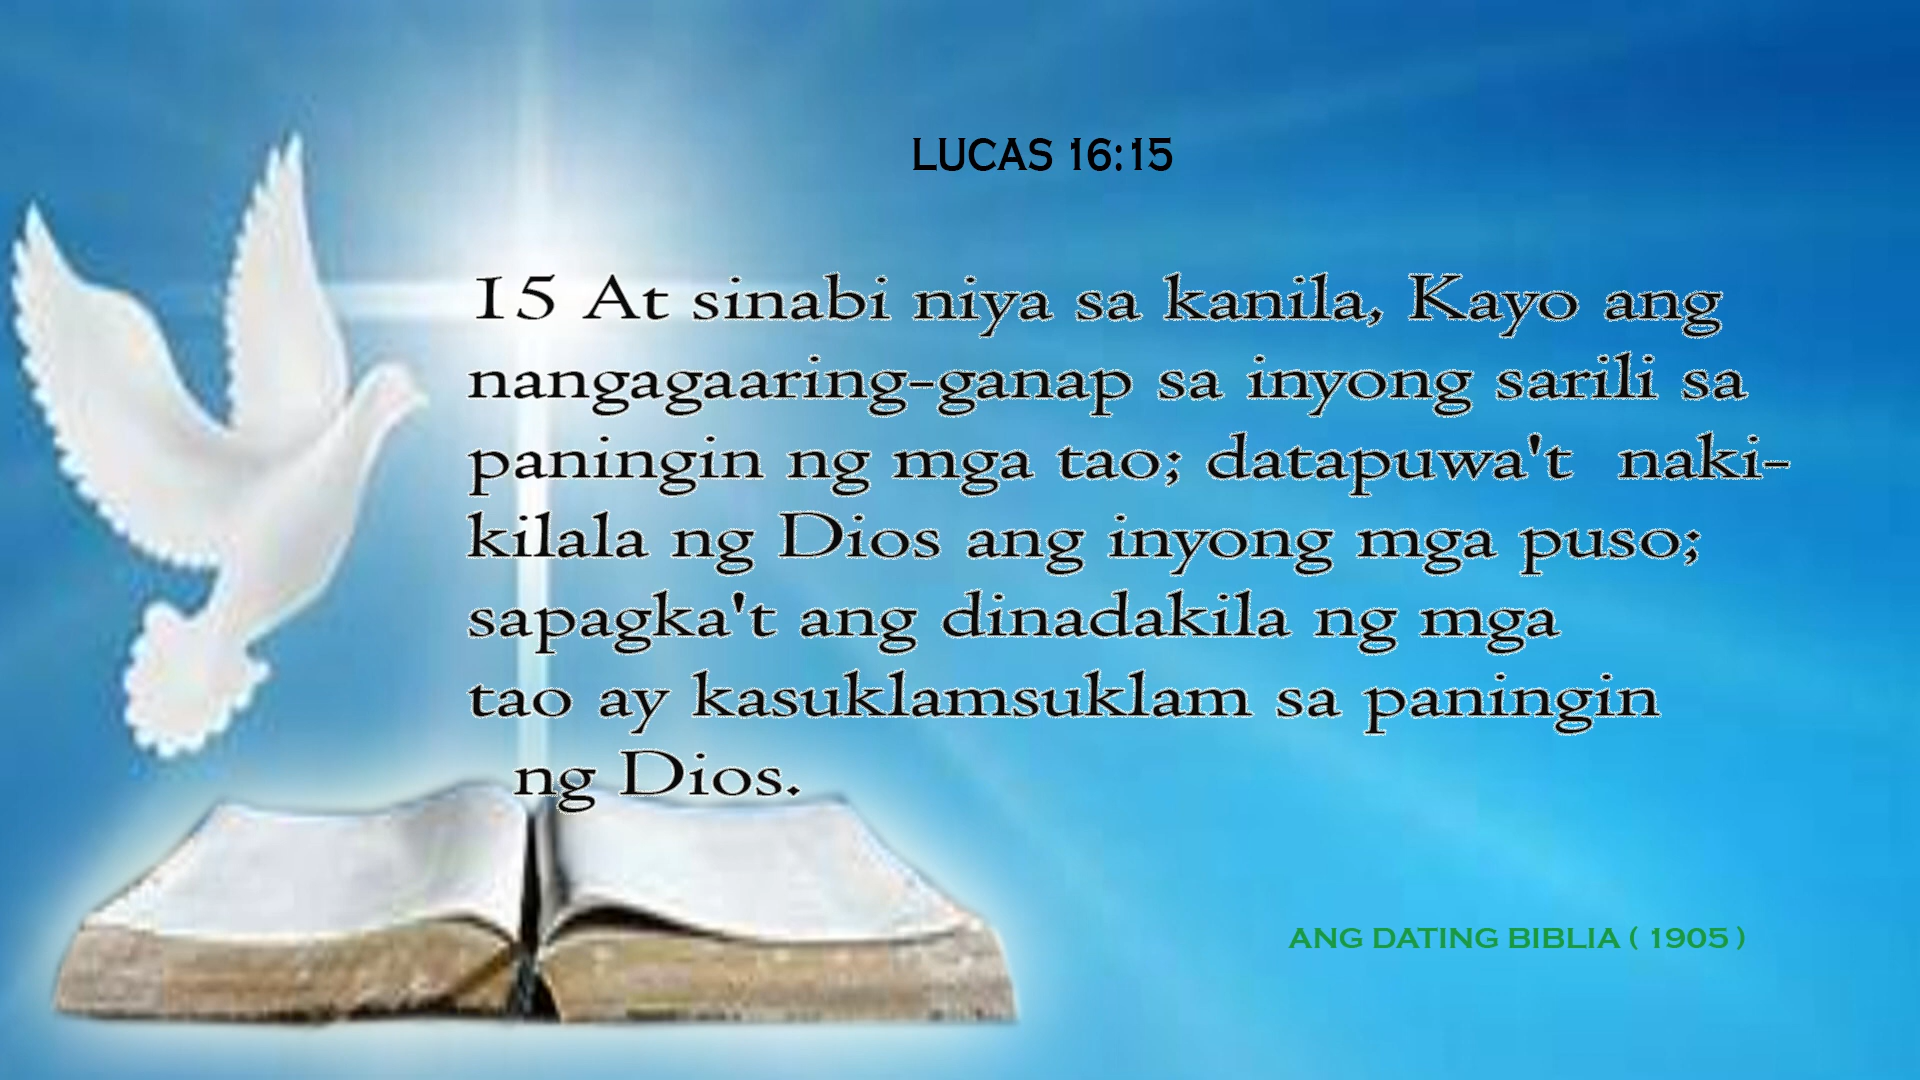 LUCAS 16:15
15 At sinabi niya sa kanila, Kayo ang
nangagaaring-ganap sa inyong sarili sa
paningin ng mga tao; datapuwa't naki-
kilala ng Dios ang inyong mga puso;
sapagka't ang dinadakila ng mga
tao ay kasuklamsuklam sa paningin
ng Dios.
ANG DATING BIBLIA ( 1905 )